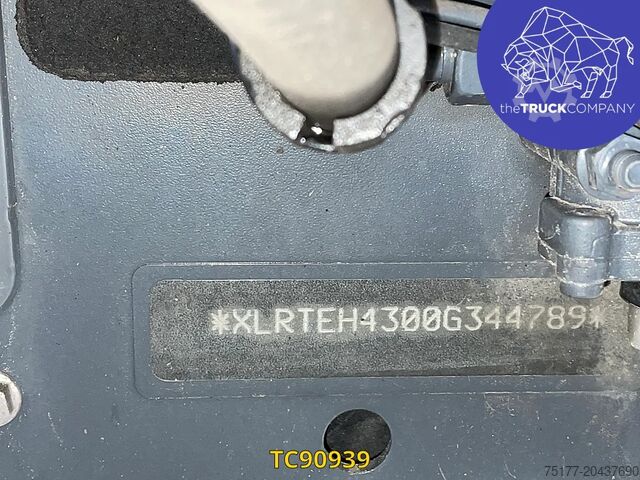 theTRUCKCOMPANY
*XLRTEH4300G344789*
TC90939
75177-20437690